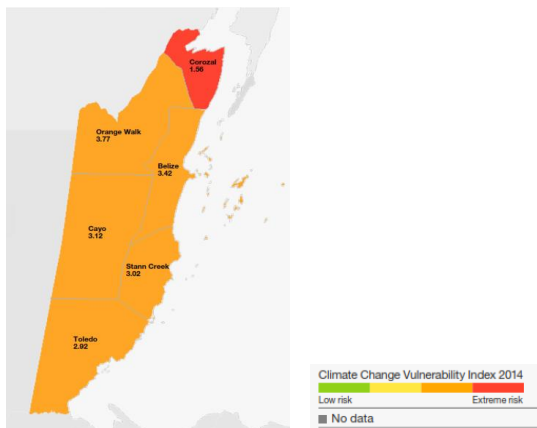 Corozal
1.56
Orange Walk
3.77
Belize
3.42
Cayo
3.12
Stann Creek
3.02
Toledo
2.92
Climate Change Vulnerability Index 2014
Low risk Extreme risk
No data